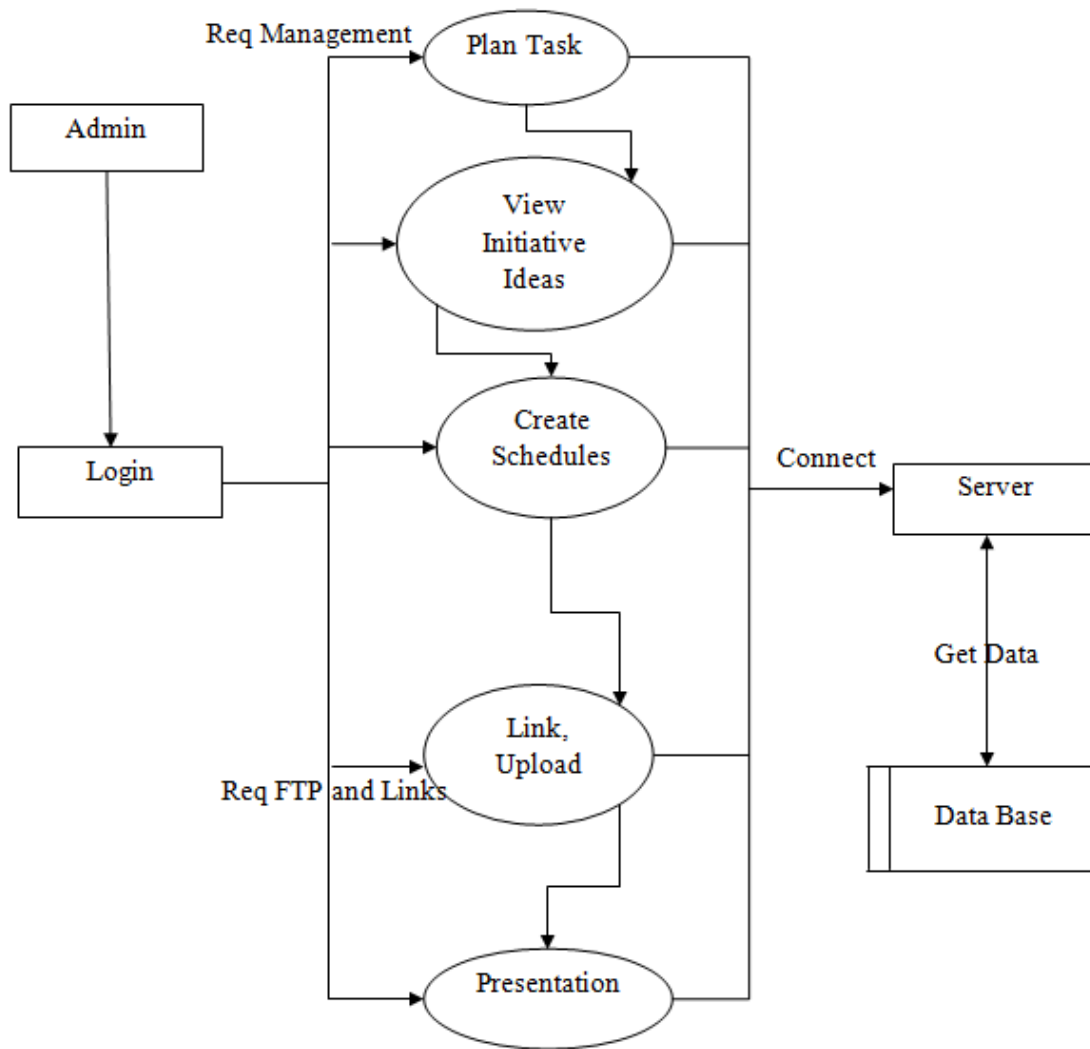 Req Management
Plan Task
Admin
View
Initiative
Ideas
Create
Schedules
Login
Connect
Server
Get Data
Link,
Upload
Req FTP and Links
Data Base
Presentation